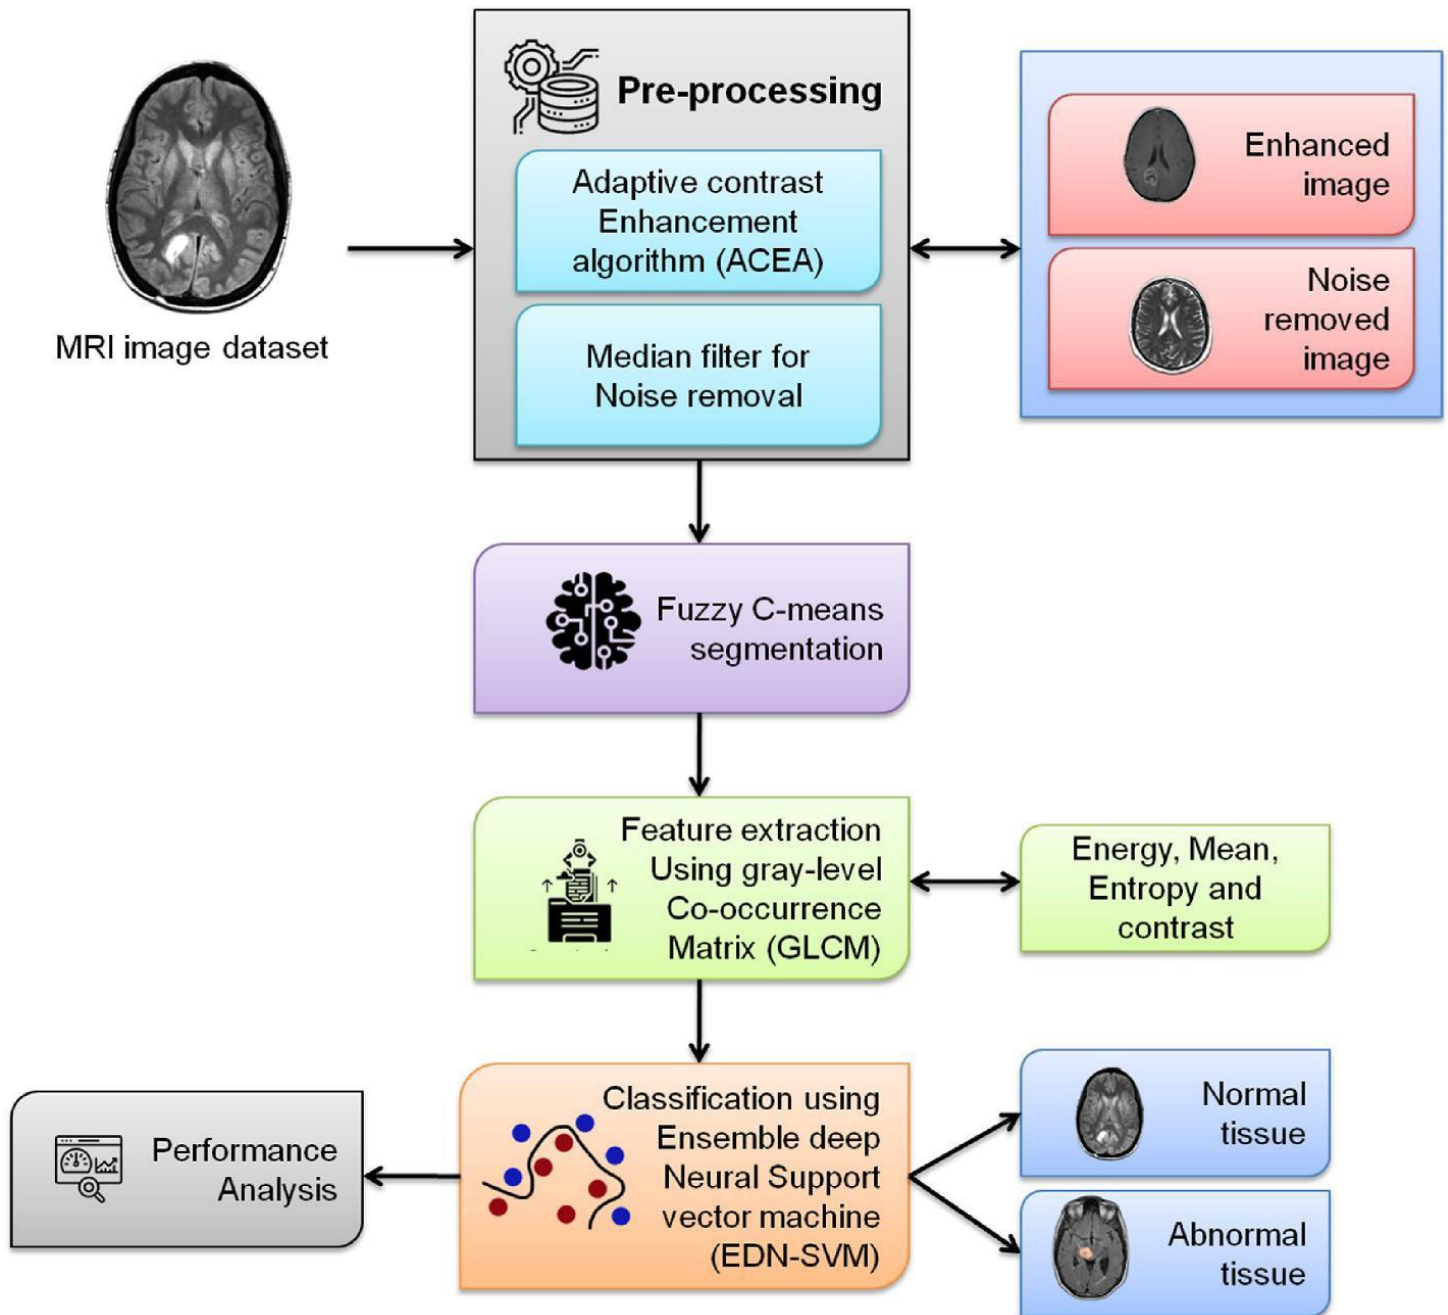 MRI image dataset
Pre-processing
Adaptive contrast
Enhancement
algorithm (ACEA)
Median filter for
Noise removal
Enhanced
image
Noise
removed
image
Fuzzy C-means
segmentation
Feature extraction
Using gray-level
Co-occurrence
Matrix (GLCM)
Energy, Mean,
Entropy and
contrast
Classification using
Ensemble deep
Neural Support
vector machine
(EDN-SVM)
Performance
Analysis
Normal
tissue
Abnormal
tissue